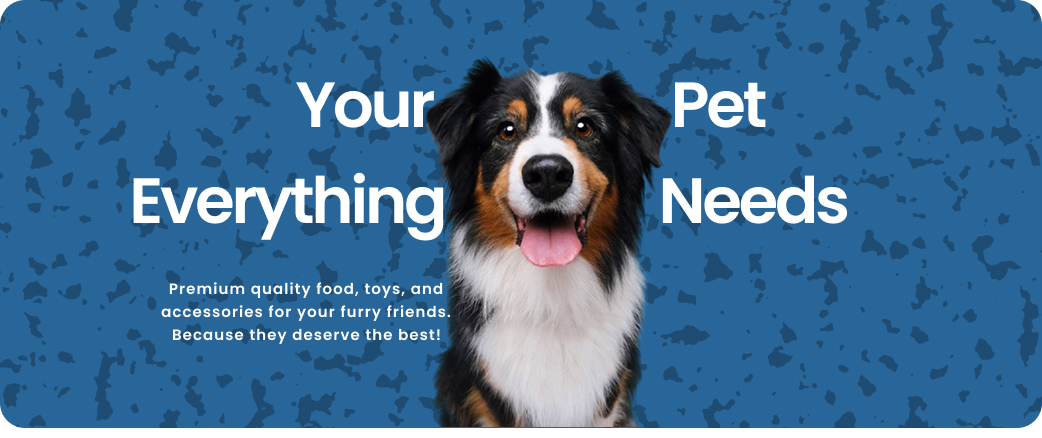 Your Pet
Everything Needs
Premium quality food, toys, and
accessories for your furry friends.
Because they deserve the best!